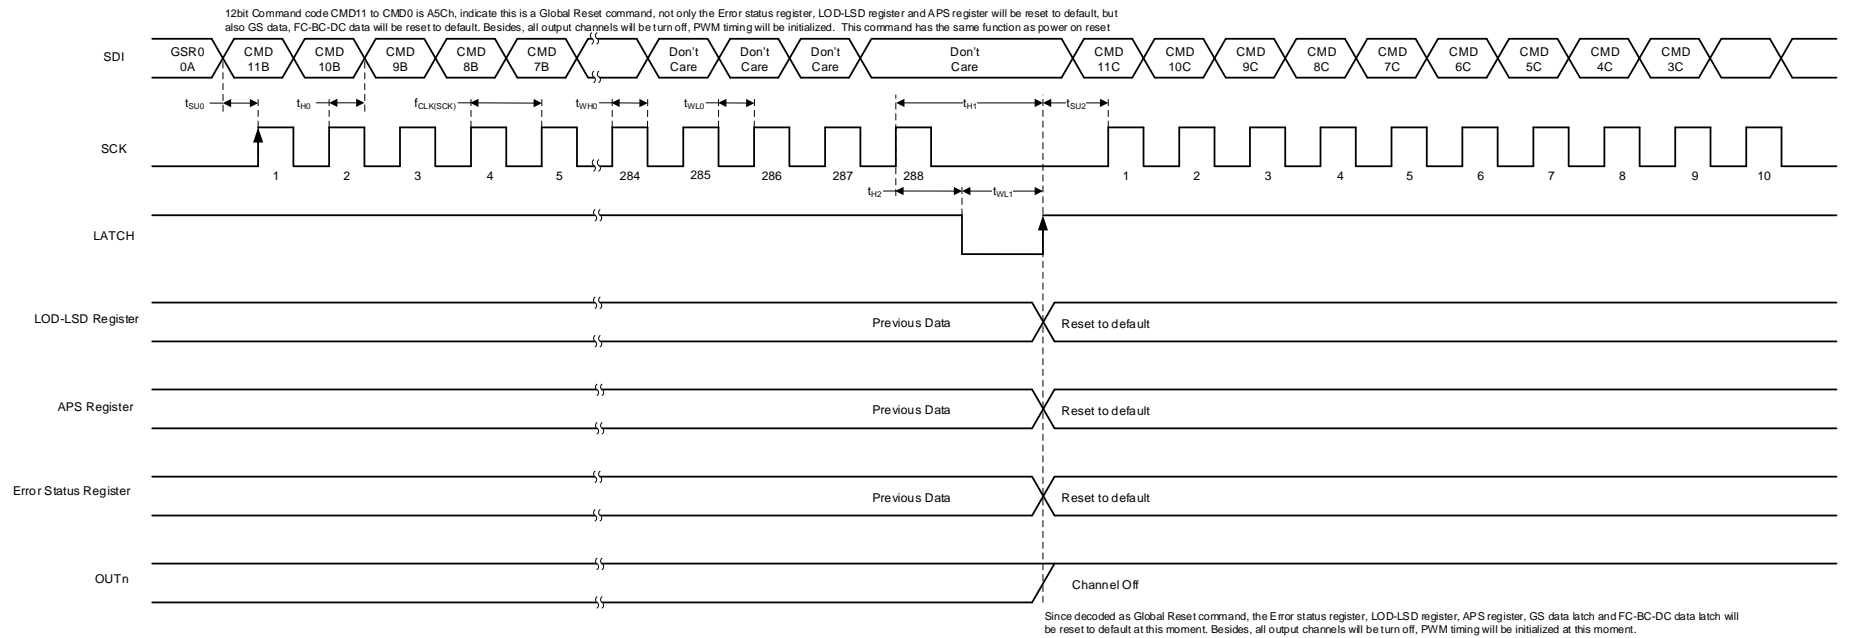 12bit Command code CMD11 to CMD0 is A5Ch, indicate this is a Global Reset command, not only the Error status register, LOD-LSD register and APS register will be reset to default, but
also GS data, FC-BC-DC data will be reset to default. Besides, all output channels will be turn off, PWM timing will be initialized. This command has the same function as power on reset
SDI
GSR0
0A
CMD
11B
CMD
10B
CMD
9B
CMD
8B
CMD
7B
Don't
Care
Don't
Care
Don't
Care
Don't
Care
CMD
11C
CMD
10C
CMD
9C
CMD
8C
CMD
7C
CMD
6C
CMD
5C
CMD
4C
CMD
3C
tSU0
tH0
fCLK(SCK)
tWH0
tWL0
tH1
tSU2
SCK
1
2
3
4
5
284
285
286
287
288
1
2
3
4
5
6
7
8
9
10
tH2
tWL1
LATCH
LOD-LSD Register
Previous Data
Reset to default
APS Register
Previous Data
Reset to default
Error Status Register
Previous Data
Reset to default
OUTn
Channel Off
Since decoded as Global Reset command, the Error status register, LOD-LSD register, APS register, GS data latch and FC-BC-DC data latch will
be reset to default at this moment. Besides, all output channels will be turn off, PWM timing will be initialized at this moment.